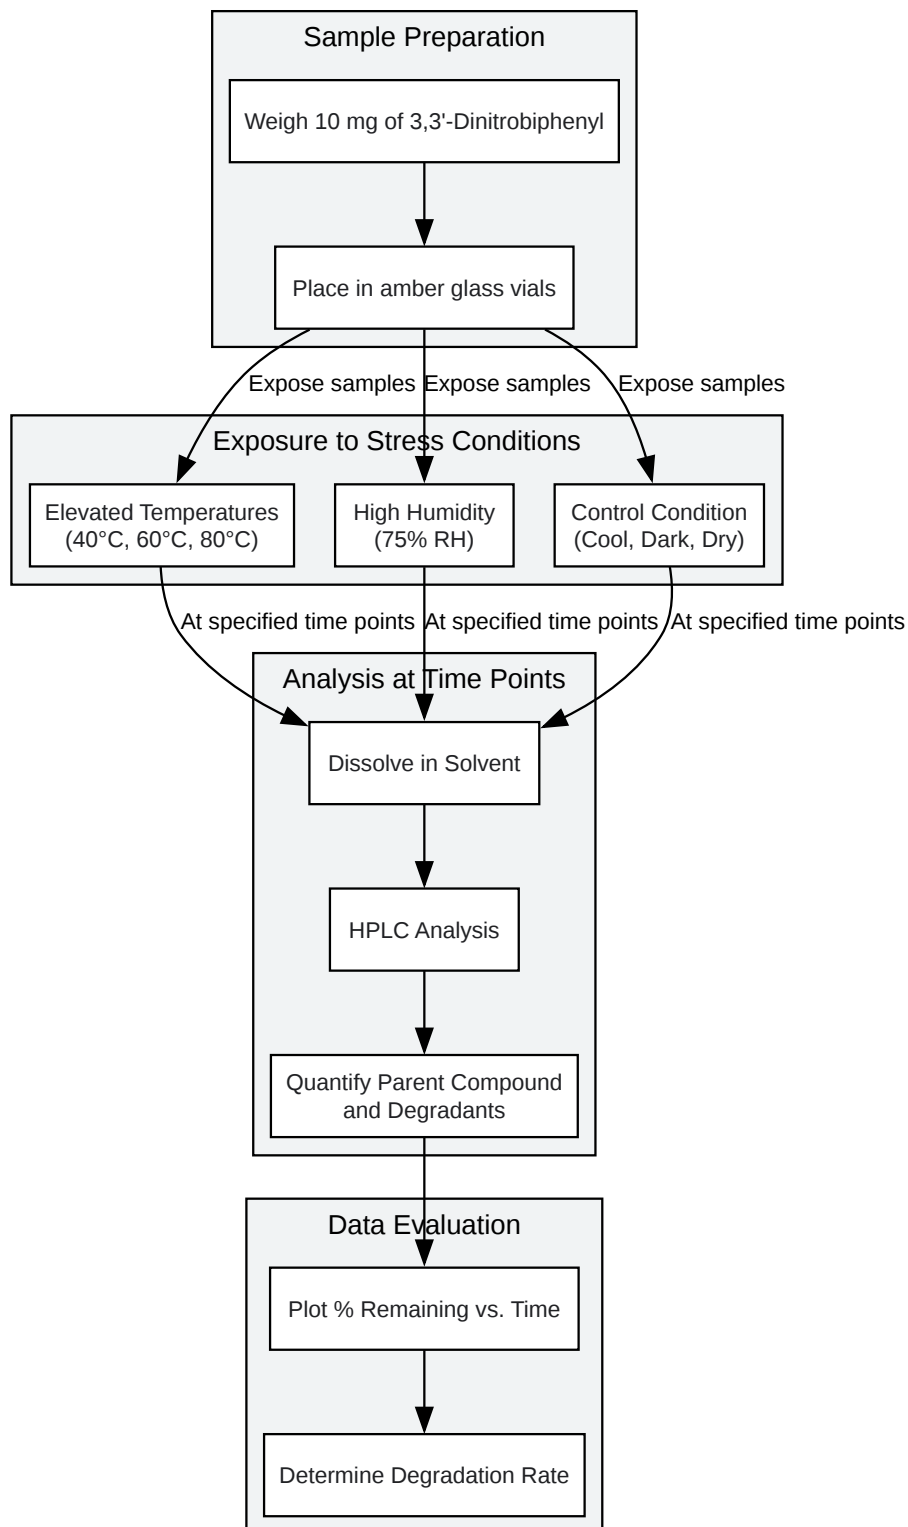 Sample Preparation
Weigh 10 mg of 3,3'-Dinitrobiphenyl
Place in amber glass vials
Expose samples
Expose samples
Expose samples
Exposure to Stress Conditions
Elevated Temperatures
(40°C, 60°C, 80°C)
High Humidity
(75% RH)
Control Condition
(Cool, Dark, Dry)
At specified time points
At specified time points
At specified time points
Analysis at Time Points
Dissolve in Solvent
HPLC Analysis
Quantify Parent Compound
and Degradants
Data Evaluation
Plot % Remaining vs. Time
Determine Degradation Rate